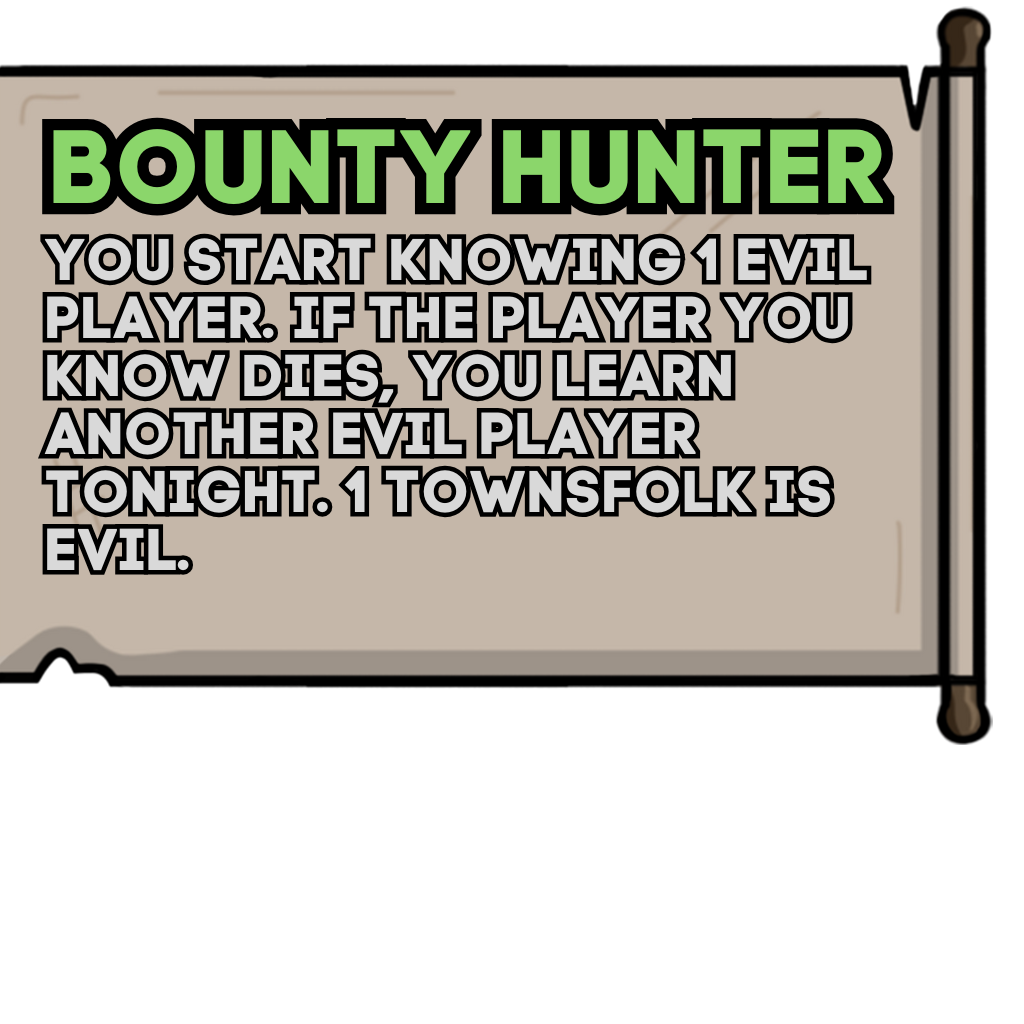 BOUNTY HUNTER
YOU START KNOWING 1 EVIL
PLAYER. IF THE PLAYER YOU
KNOW DIES, YOU LEARN
ANOTHER EVIL PLAYER
TONIGHT. 1 TOWNSFOLK IS
EVIL.